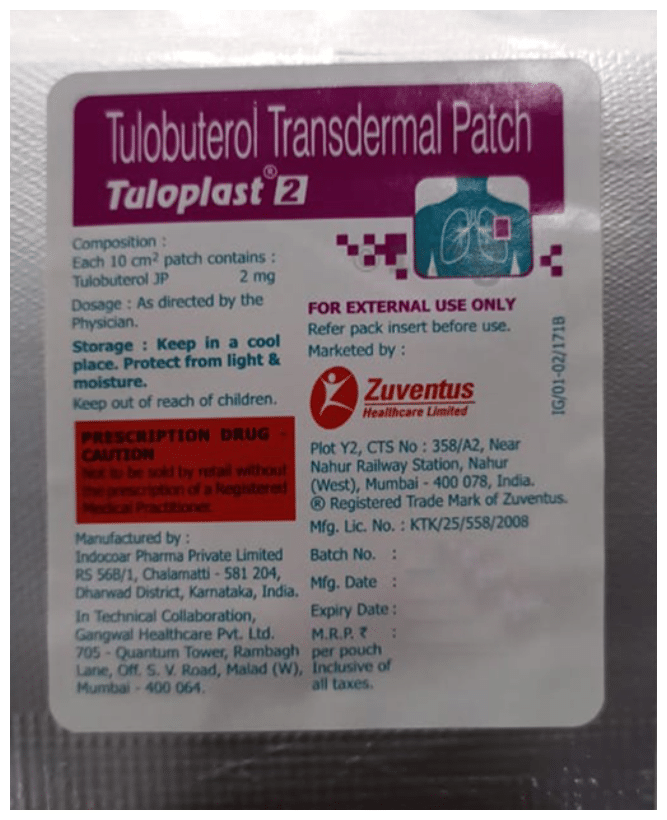 Tulobuterol Transdermal Patch
Tuloplast® 2
Composition :
Each 10 cm² patch contains :
Tulobuterol JP 2 mg
Dosage : As directed by the
Physician.
Storage : Keep in a cool
place. Protect from light &
moisture.
Keep out of reach of children.
PRESCRIPTION DRUG -
CAUTION
Not to be sold by retail without
the prescription of a Registered
Medical Practitioner.
Manufactured by :
Indocoar Pharma Private Limited
RS 56B/1, Chalamatti - 581 204,
Dharwad District, Karnataka, India.
In Technical Collaboration,
Gangwal Healthcare Pvt. Ltd.
705 - Quantum Tower, Rambagh
Lane, Off. S. V. Road, Malad (W),
Mumbai - 400 064.
FOR EXTERNAL USE ONLY
Refer pack insert before use.
Marketed by :
Zuventus
Healthcare Limited
Plot Y2, CTS No : 358/A2, Near
Nahur Railway Station, Nahur
(West), Mumbai - 400 078, India.
® Registered Trade Mark of Zuventus.
Mfg. Lic. No. : KTK/25/558/2008
Batch No. :
Mfg. Date :
Expiry Date :
M.R.P. ₹ :
per pouch
Inclusive of
all taxes.
IG/01-02/171B